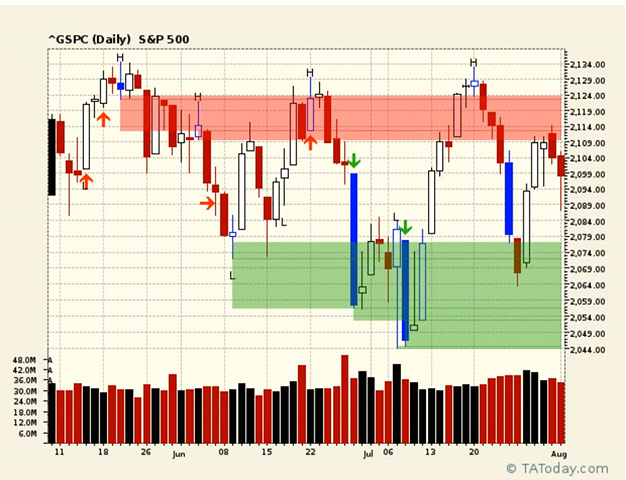 ^GSPC (Daily) S&P 500
H
H
H
H
L
L
L
L
2,134.00
2,129.00
2,124.00
2,119.00
2,114.00
2,109.00
2,104.00
2,099.00
2,094.00
2,089.00
2,084.00
2,079.00
2,074.00
2,069.00
2,064.00
2,059.00
2,054.00
2,049.00
2,044.00
48.0M A
42.0M A
36.0M A
30.0M
24.0M
18.0M
12.0M
6.0M
11 18 26 Jun 08 15 22 Jul 06 13 20 Aug
© TAToday.com